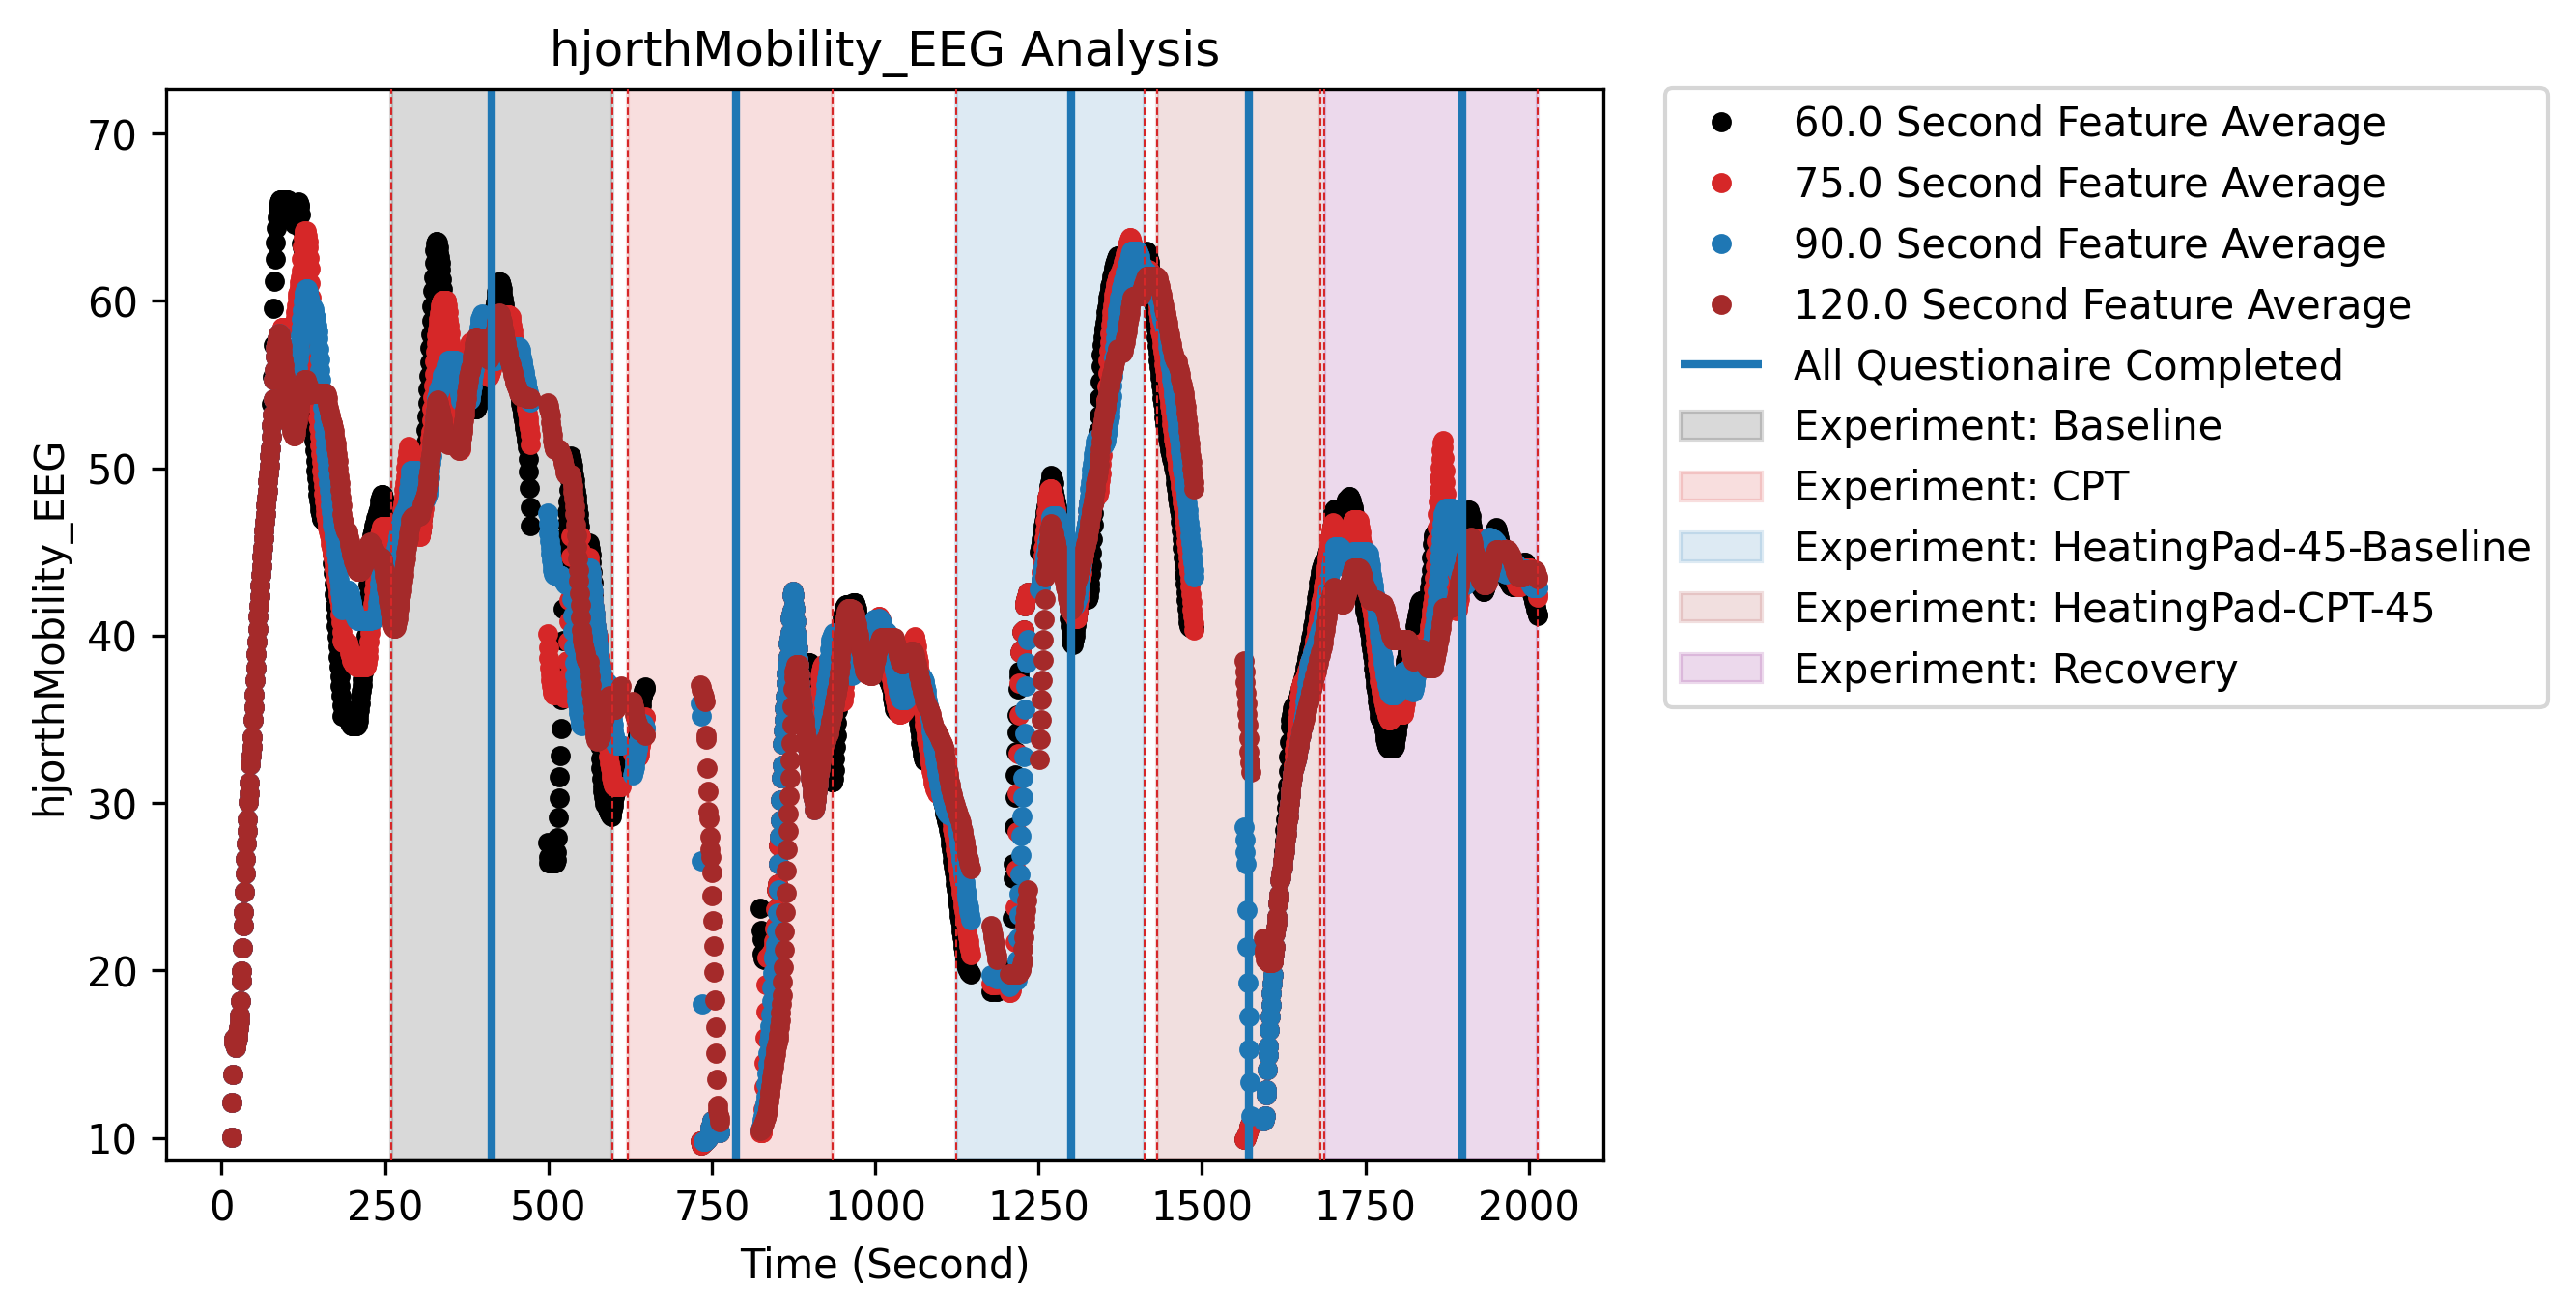 hjorthMobility_EEG Analysis
hjorthMobility_EEG
70
60
50
40
30
20
10
0 250 500 750 1000 1250 1500 1750 2000
Time (Second)
60.0 Second Feature Average
75.0 Second Feature Average
90.0 Second Feature Average
120.0 Second Feature Average
All Questionaire Completed
Experiment: Baseline
Experiment: CPT
Experiment: HeatingPad-45-Baseline
Experiment: HeatingPad-CPT-45
Experiment: Recovery